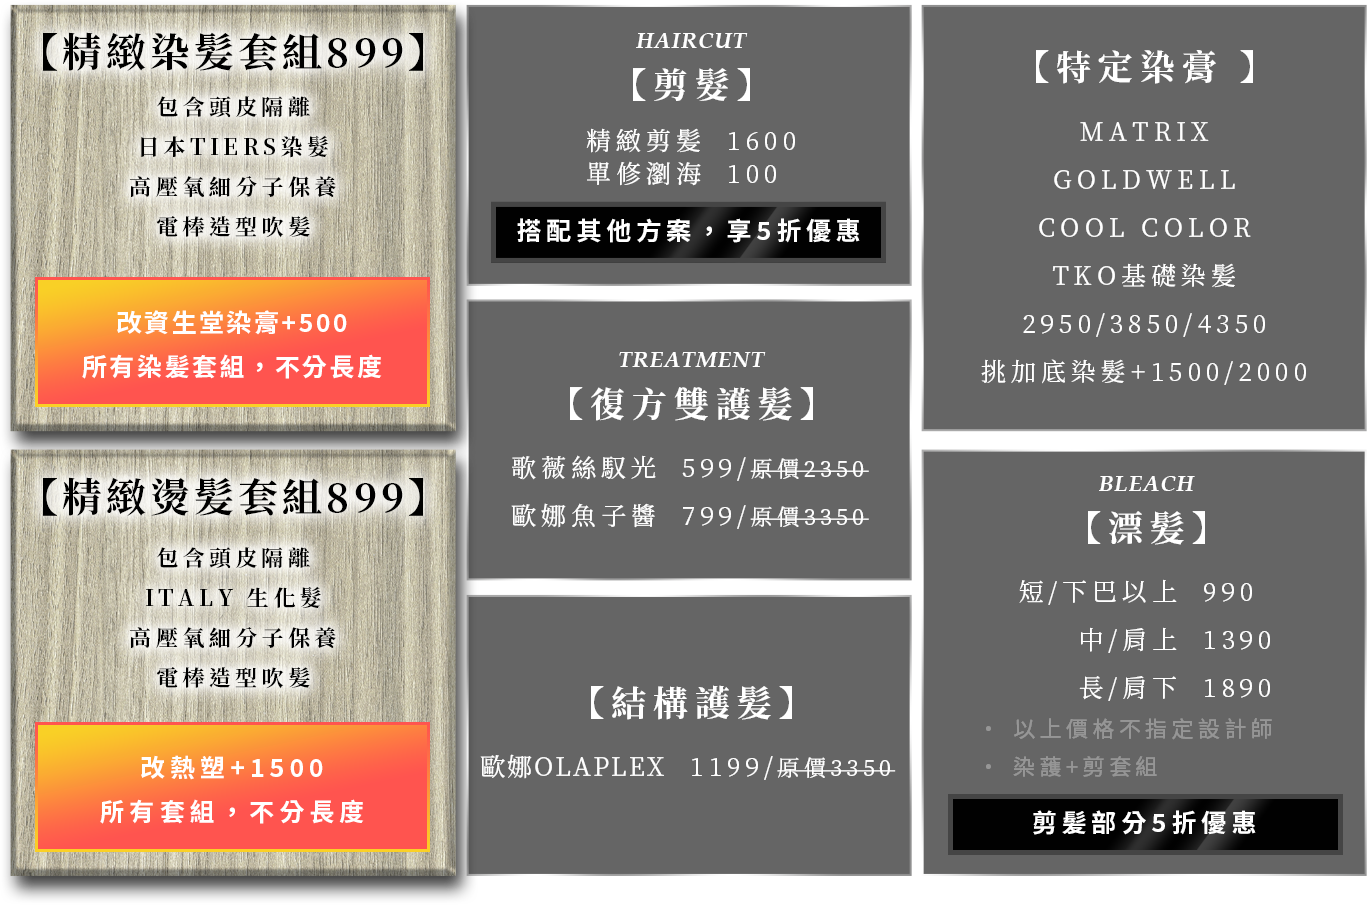 【精緻染髮套組899】
包含頭皮隔離
日本TIERS染髮
高壓氧細分子保養
電棒造型吹髮
改資生堂染膏+500
所有染髮套組，不分長度
【精緻燙髮套組899】
包含頭皮隔離
ITALY 生化髮
高壓氧細分子保養
電棒造型吹髮
改熱塑+1500
所有套組，不分長度
HAIRCUT
【剪髮】
精緻剪髮 1600
單修瀏海 100
搭配其他方案，享5折優惠
TREATMENT
【復方雙護髮】
歌薇絲馭光 599/原價2350
歐娜魚子醬 799/原價3350
【結構護髮】
歐娜OLAPLEX 1199/原價3350
【特定染膏 】
MATRIX
GOLDWELL
COOL COLOR
TKO基礎染髮
2950/3850/4350
挑加底染髮+1500/2000
BLEACH
【漂髮】
短/下巴以上 990
中/肩上 1390
長/肩下 1890
• 以上價格不指定設計師
• 染護+剪套組
剪髮部分5折優惠